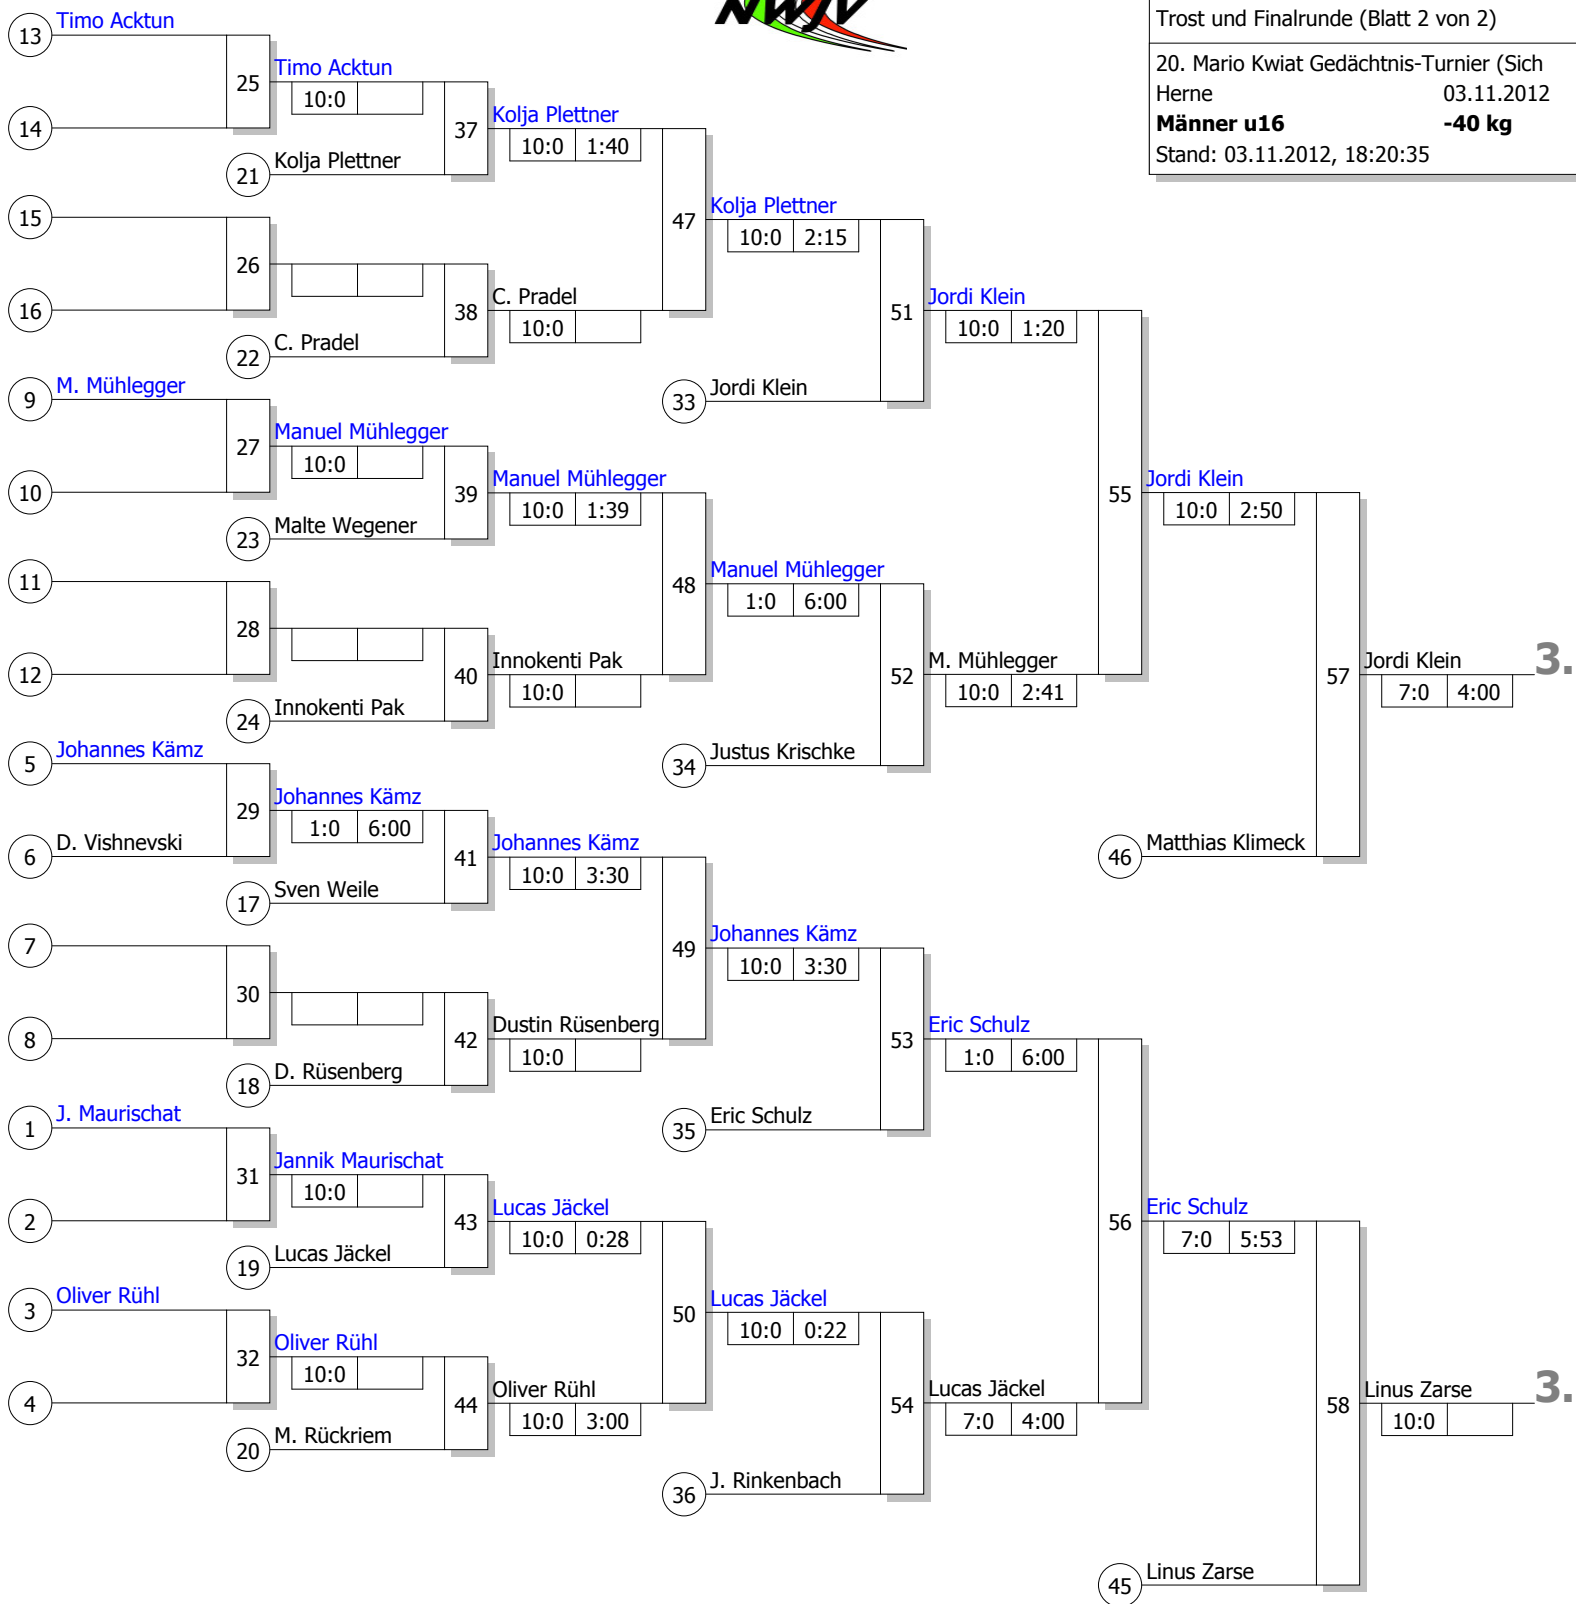 NWJV
Trost und Finalrunde (Blatt 2 von 2)
20. Mario Kwiat Gedächtnis-Turnier (Sich
Herne 03.11.2012
Männer u16 -40 kg
Stand: 03.11.2012, 18:20:35
13 Timo Acktun
14
25 Timo Acktun
10:0
21 Kolja Plettner
37 Kolja Plettner
10:0 1:40
15
16
26
22 C. Pradel
38 C. Pradel
10:0
47 Kolja Plettner
10:0 2:15
33 Jordi Klein
51 Jordi Klein
10:0 1:20
9 M. Mühlegger
10
27 Manuel Mühlegger
10:0
23 Malte Wegener
39 Manuel Mühlegger
10:0 1:39
11
12
28
24 Innokenti Pak
40 Innokenti Pak
10:0
48 Manuel Mühlegger
1:0 6:00
34 Justus Krischke
52 M. Mühlegger
10:0 2:41
55 Jordi Klein
10:0 2:50
46 Matthias Klimeck
57 Jordi Klein 3.
7:0 4:00
5 Johannes Kämz
6 D. Vishnevski
29 Johannes Kämz
1:0 6:00
17 Sven Weile
41 Johannes Kämz
10:0 3:30
7
8
30
18 D. Rüsenberg
42 Dustin Rüsenberg
10:0
49 Johannes Kämz
10:0 3:30
35 Eric Schulz
53 Eric Schulz
1:0 6:00
1 J. Maurischat
2
31 Jannik Maurischat
10:0
19 Lucas Jäckel
43 Lucas Jäckel
10:0 0:28
3 Oliver Rühl
4
32 Oliver Rühl
10:0
20 M. Rückriem
44 Oliver Rühl
10:0 3:00
50 Lucas Jäckel
10:0 0:22
36 J. Rinkenbach
54 Lucas Jäckel
7:0 4:00
56 Eric Schulz
7:0 5:53
45 Linus Zarse
58 Linus Zarse 3.
10:0